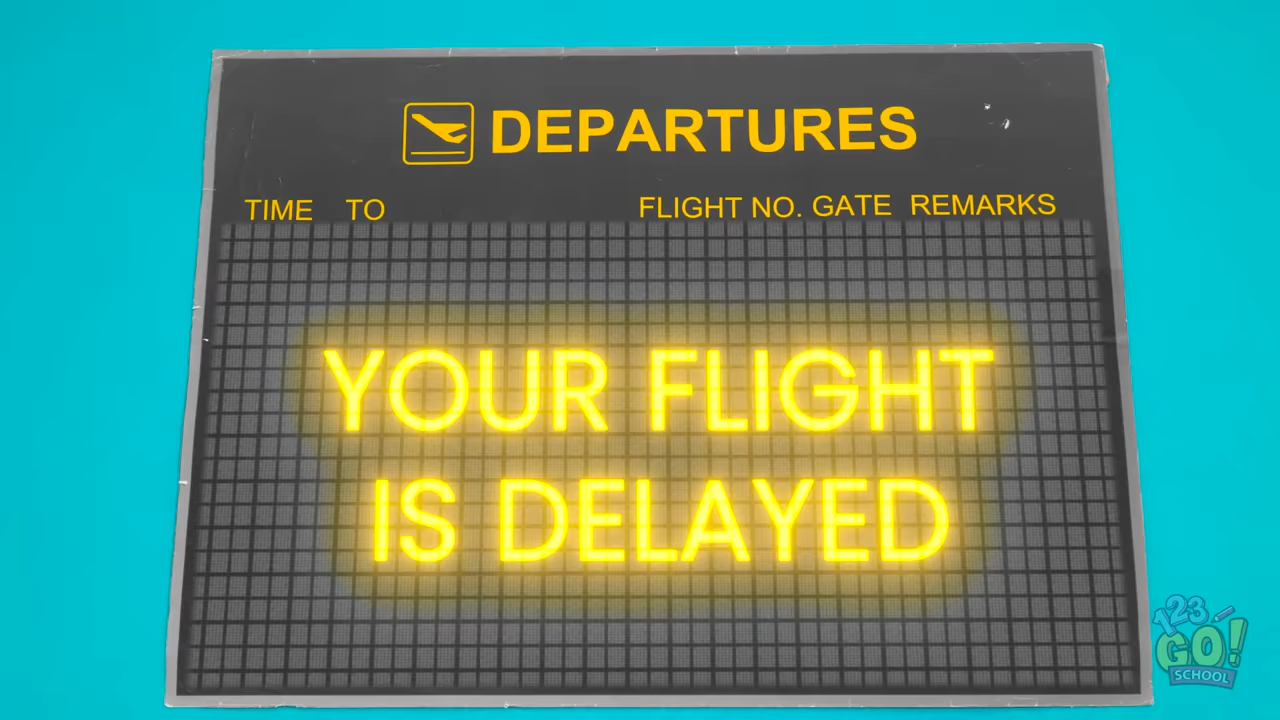 DEPARTURES
TIME TO FLIGHT NO. GATE REMARKS
YOUR FLIGHT
IS DELAYED
123
GO!
SCHOOL